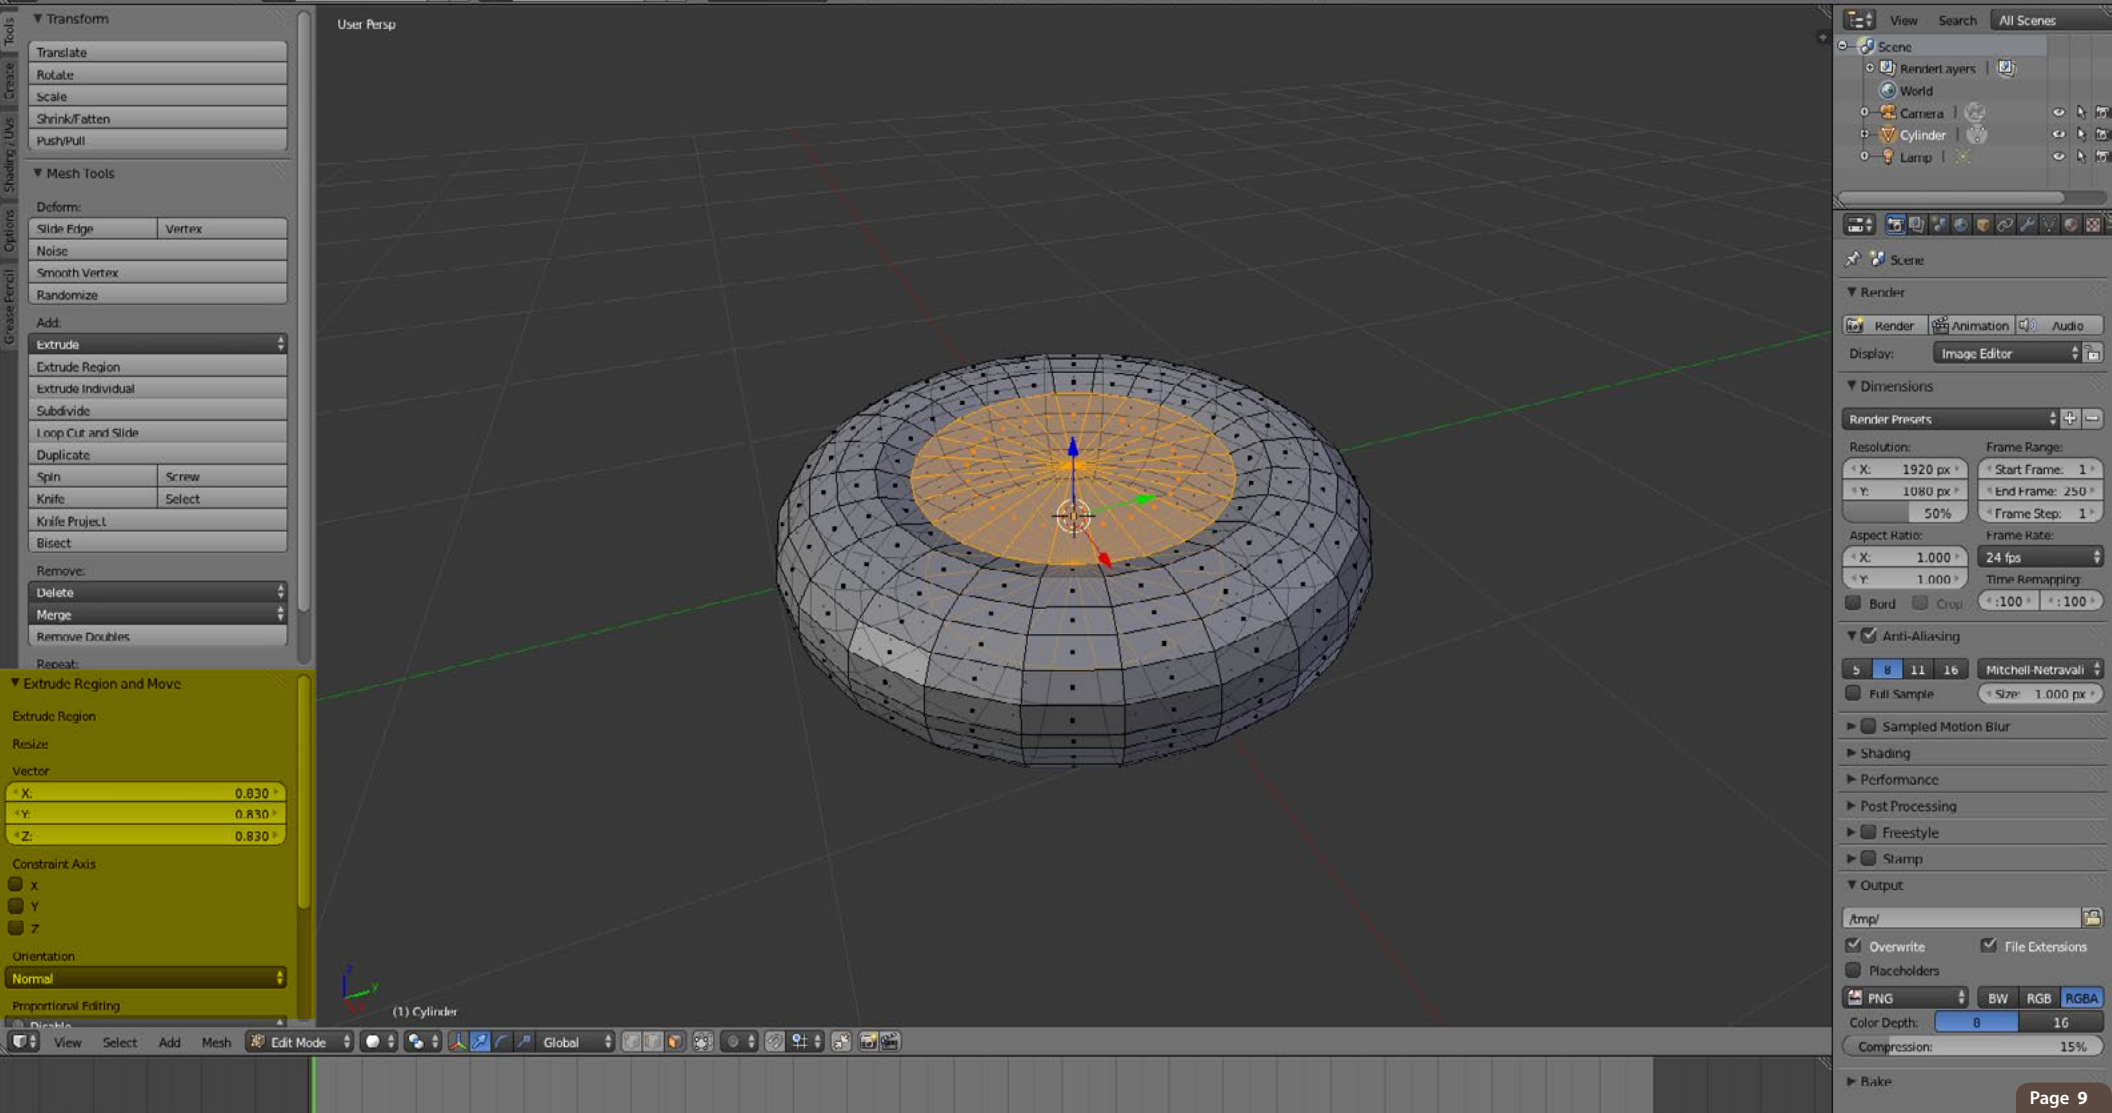 Tools
Create
Shading / UVs
Options
Grease Pencil
Transform
Translate
Rotate
Scale
Shrink/Fatten
Push/Pull
Mesh Tools
Deform:
Slide Edge
Vertex
Noise
Smooth Vertex
Randomize
Add:
Extrude
Extrude Region
Extrude Individual
Subdivide
Loop Cut and Slide
Duplicate
Spin
Screw
Knife
Select
Knife Project
Bisect
Remove:
Delete
Merge
Remove Doubles
Repeat:
Extrude Region and Move
Extrude Region
Resize
Vector
X: 0.830
Y: 0.830
Z: 0.830
Constraint Axis
X
Y
Z
Orientation
Normal
Proportional Editing
Disable
User Persp
z
y
(1) Cylinder
View
Select
Add
Mesh
Edit Mode
Global
View
Search
All Scenes
Scene
RenderLayers
World
Camera
Cylinder
Lamp
Scene
Render
Render
Animation
Audio
Display:
Image Editor
Dimensions
Render Presets
Resolution:
Frame Range:
X: 1920 px
Start Frame: 1
Y: 1080 px
End Frame: 250
50%
Frame Step: 1
Aspect Ratio:
Frame Rate:
X: 1.000
24 fps
Y: 1.000
Time Remapping:
Bord
Crop
:100
:100
Anti-Aliasing
5
8
11
16
Mitchell-Netravali
Full Sample
Size: 1.000 px
Sampled Motion Blur
Shading
Performance
Post Processing
Freestyle
Stamp
Output
/tmp/
Overwrite
File Extensions
Placeholders
PNG
BW
RGB
RGBA
Color Depth:
8
16
Compression: 15%
Bake
Page 9